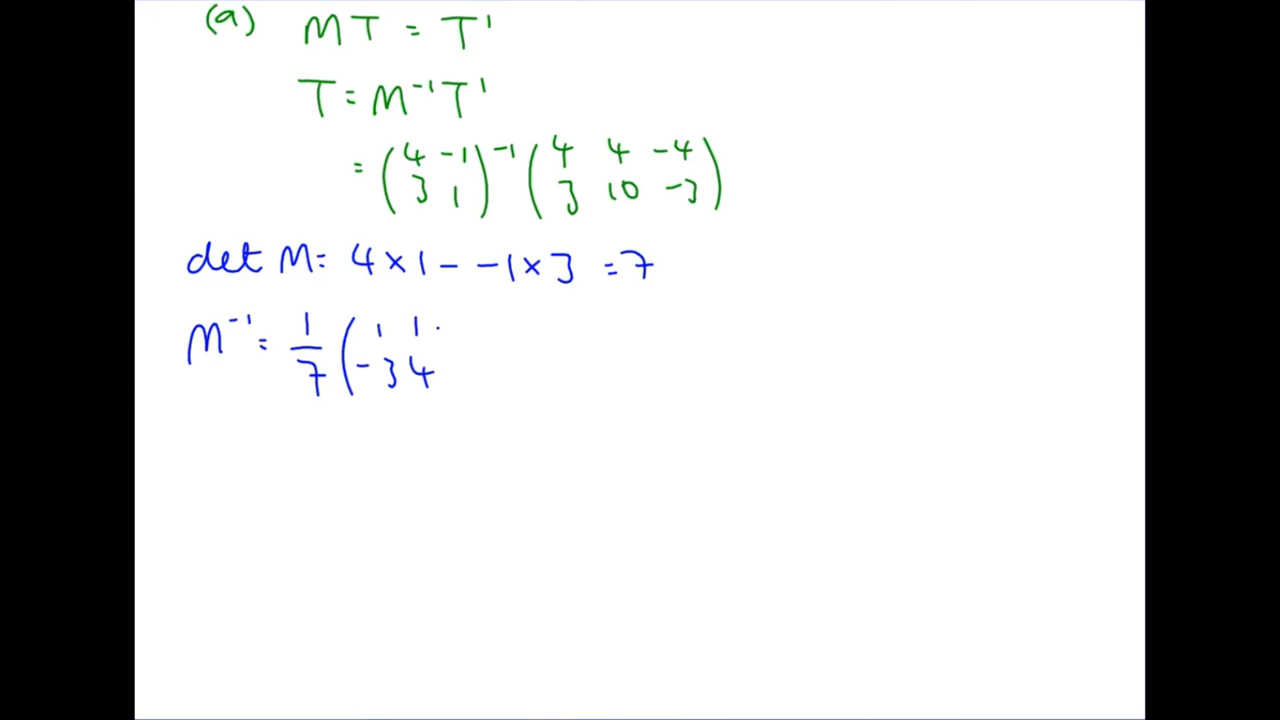 (a) MT = T'
T = M⁻¹T'
= (4 -1
3 1)⁻¹ (4 4 -4
3 10 -3)
det M = 4 × 1 - -1 × 3 = 7
M⁻¹ = 1/7 (1 1
-3 4